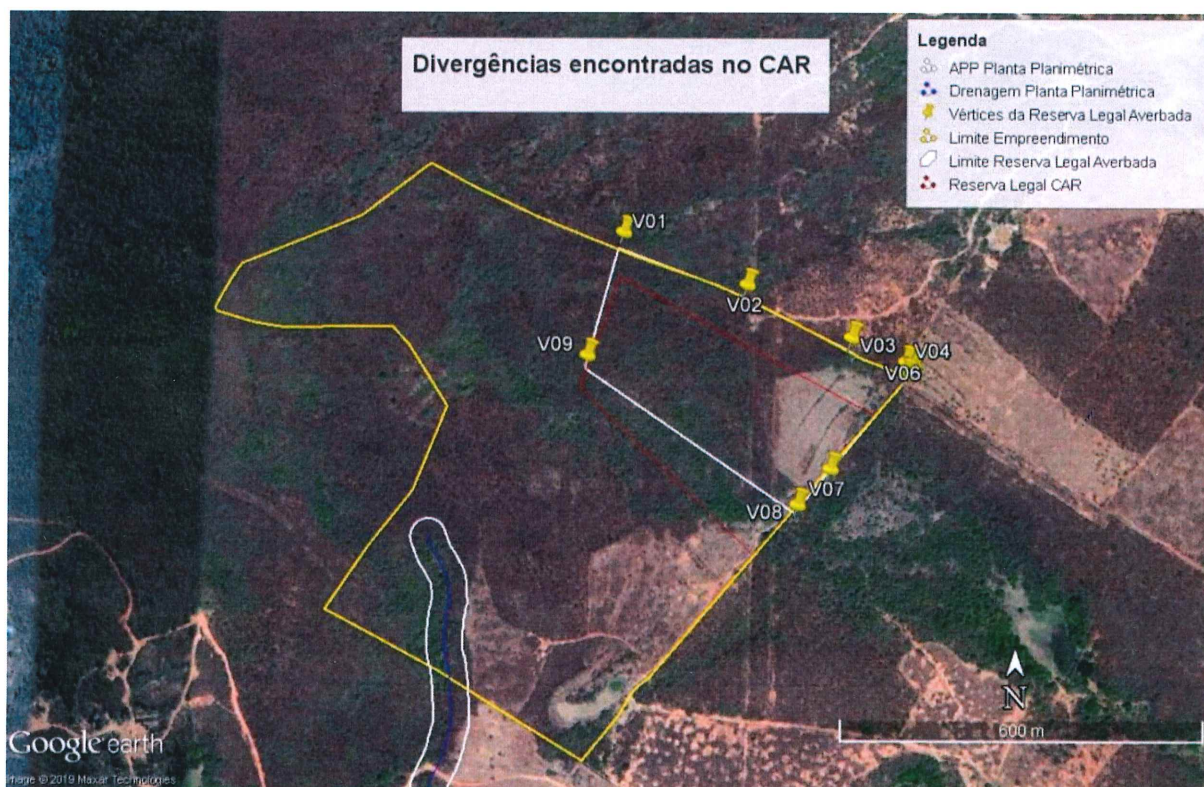 Divergências encontradas no CAR
Legenda
APP Planta Planimétrica
Drenagem Planta Planimétrica
Vértices da Reserva Legal Averbada
Limite Empreendimento
Limite Reserva Legal Averbada
Reserva Legal CAR
V01
V02
V03
V04
V06
V09
V07
V08
N
600 m
Google earth
Image © 2019 Maxar Technologies